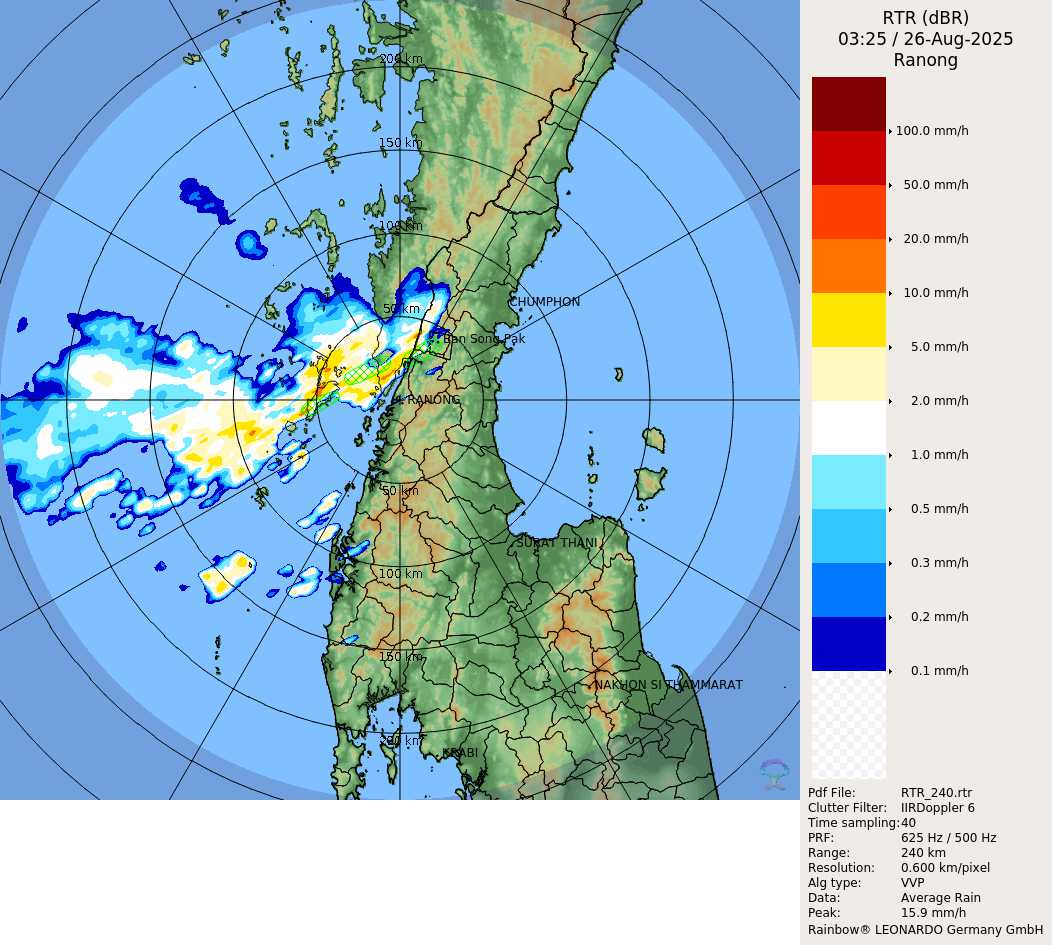 200 km
150 km
100 km
50 km
CHUMPHON
Ban Song Pak
RANONG
50 km
SURAT THANI
100 km
150 km
NAKHON SI THAMMARAT
200 km
KRABI
RTR (dBR)
03:25 / 26-Aug-2025
Ranong
100.0 mm/h
50.0 mm/h
20.0 mm/h
10.0 mm/h
5.0 mm/h
2.0 mm/h
1.0 mm/h
0.5 mm/h
0.3 mm/h
0.2 mm/h
0.1 mm/h
Pdf File: RTR_240.rtr
Clutter Filter: IIRDoppler 6
Time sampling: 40
PRF: 625 Hz / 500 Hz
Range: 240 km
Resolution: 0.600 km/pixel
Alg type: VVP
Data: Average Rain
Peak: 15.9 mm/h
Rainbow® LEONARDO Germany GmbH